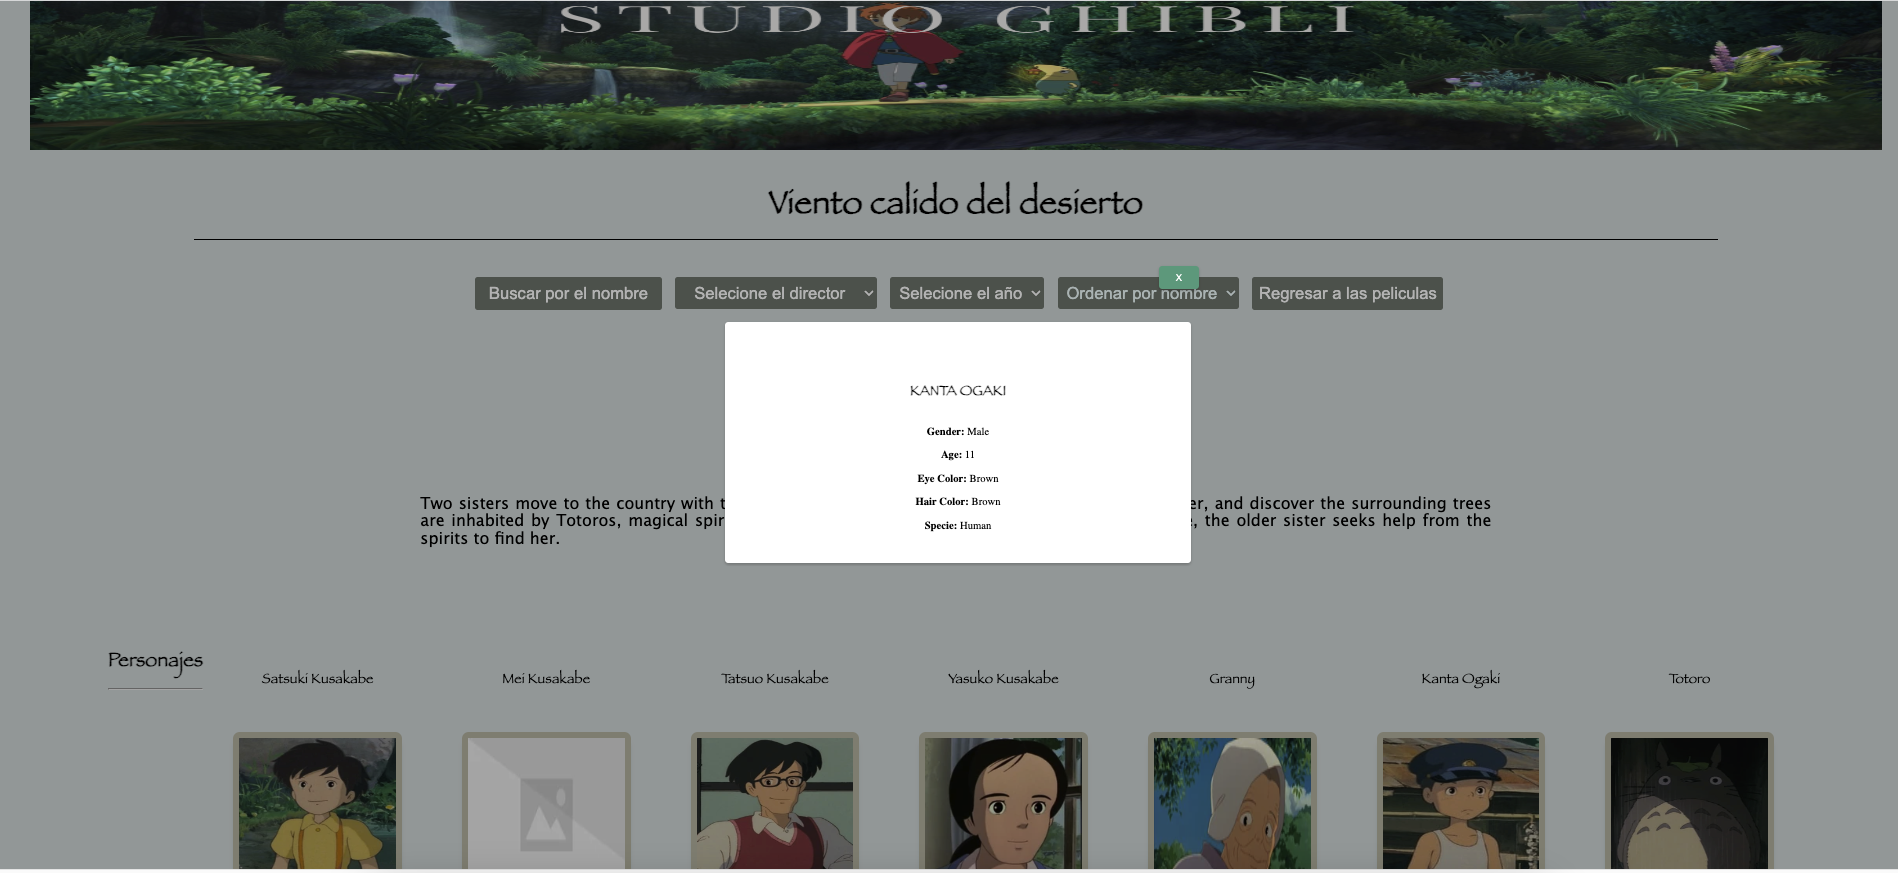 STUDIO GHIBLI
Viento calido del desierto
x
Buscar por el nombre
Selecione el director
Selecione el año
Ordenar por nombre
Regresar a las peliculas
KANTA OGAKI
Gender: Male
Age: 11
Eye Color: Brown
Hair Color: Brown
Specie: Human
Two sisters move to the country with er, and discover the surrounding trees
are inhabited by Totoros, magical the older sister seeks help from the
spirits to find her.
Personajes
Satsuki Kusakabe
Mei Kusakabe
Tatsuo Kusakabe
Yasuko Kusakabe
Granny
Kanta Ogaki
Totoro